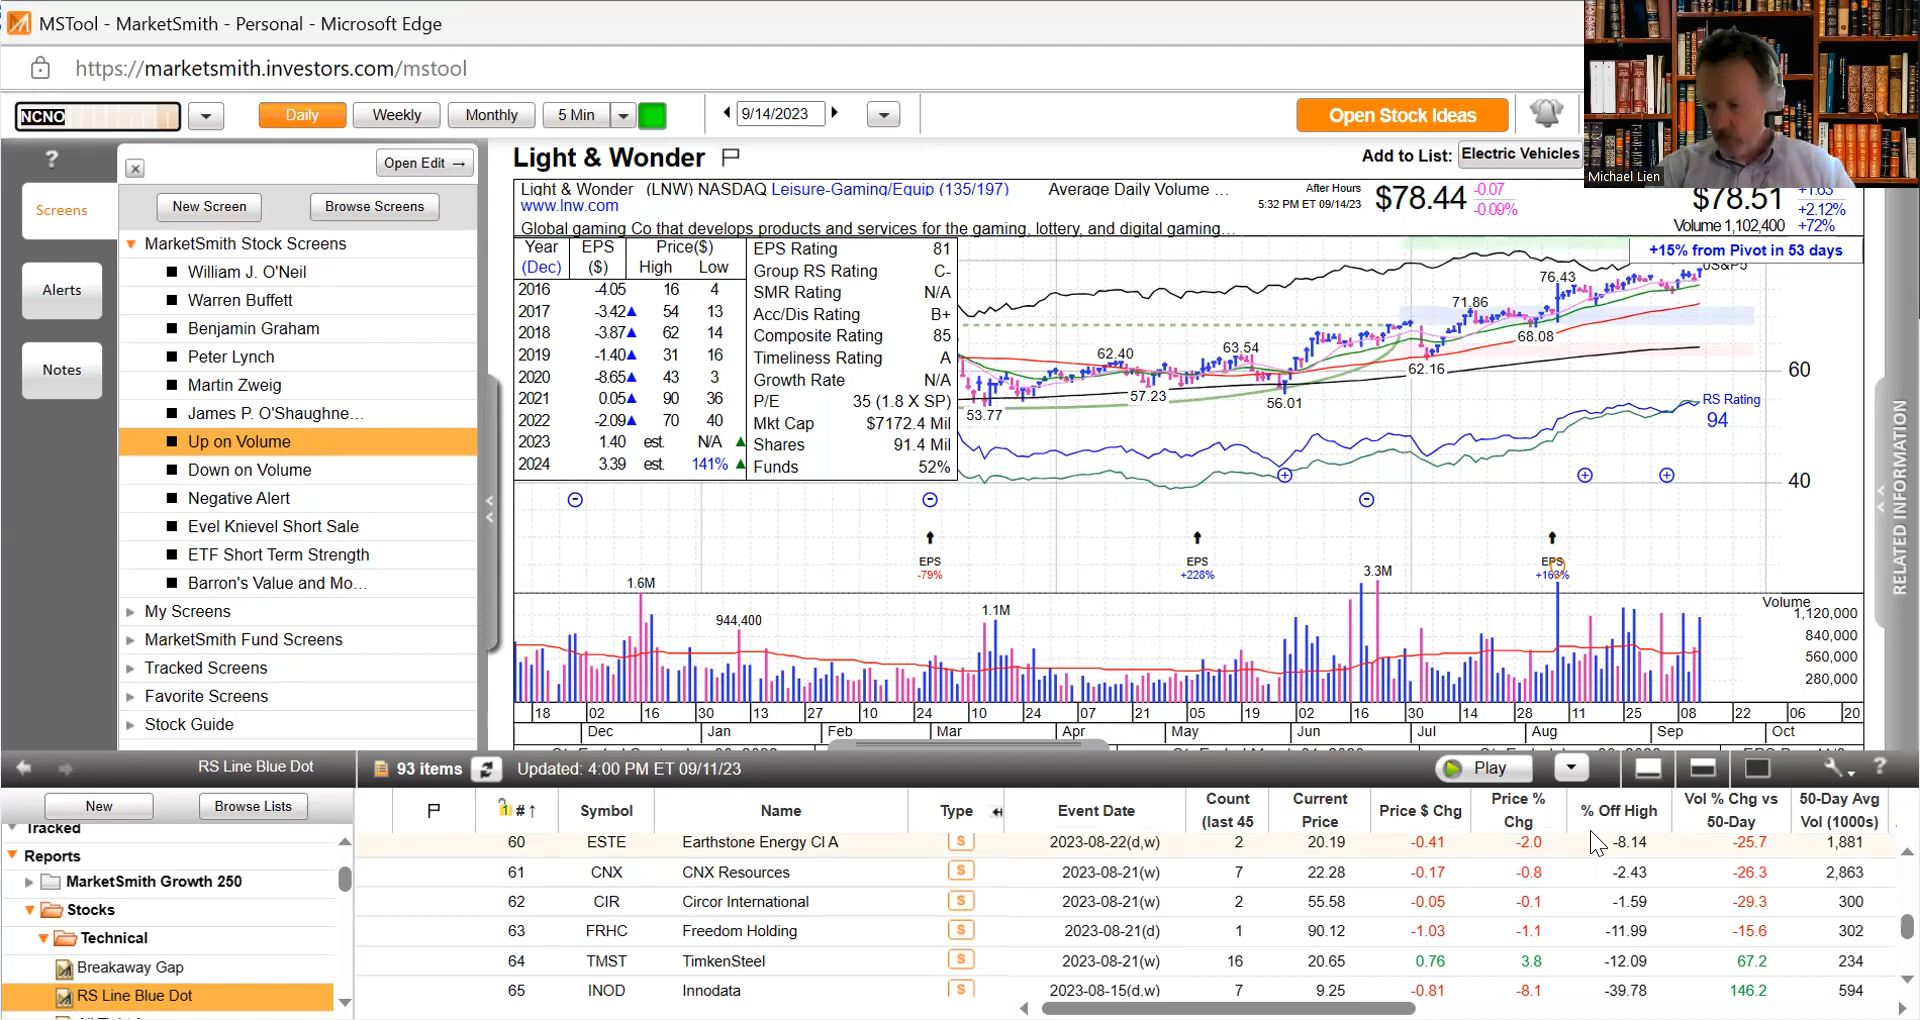 MSTool - MarketSmith - Personal - Microsoft Edge
https://marketsmith.investors.com/mstool
NCNO
Daily
Weekly
Monthly
5 Min
9/14/2023
Open Stock Ideas
Michael Lien
?
Screens
Alerts
Notes
Open Edit →
New Screen
Browse Screens
MarketSmith Stock Screens
William J. O'Neil
Warren Buffett
Benjamin Graham
Peter Lynch
Martin Zweig
James P. O'Shaughne...
Up on Volume
Down on Volume
Negative Alert
Evel Knievel Short Sale
ETF Short Term Strength
Barron's Value and Mo...
My Screens
MarketSmith Fund Screens
Tracked Screens
Favorite Screens
Stock Guide
Light & Wonder
Add to List: Electric Vehicles
Light & Wonder (LNW) NASDAQ Leisure-Gaming/Equip (135/197) Average Daily Volume ...
www.lnw.com
Global gaming Co that develops products and services for the gaming, lottery, and digital gaming...
After Hours
5:32 PM ET 09/14/23
$78.44 -0.07
-0.09%
$78.51 +1.63
+2.12%
Volume 1,102,400 +72%
+15% from Pivot in 53 days
Year EPS Price($)
(Dec) ($) High Low
2016 -4.05 16 4
2017 -3.42 54 13
2018 -3.87 62 14
2019 -1.40 31 16
2020 -8.65 43 3
2021 0.05 90 36
2022 -2.09 70 40
2023 1.40 est. N/A
2024 3.39 est. 141%
EPS Rating 81
Group RS Rating C-
SMR Rating N/A
Acc/Dis Rating B+
Composite Rating 85
Timeliness Rating A
Growth Rate N/A
P/E 35 (1.8 X SP)
Mkt Cap $7172.4 Mil
Shares 91.4 Mil
Funds 52%
76.43
71.86
68.08
62.40
63.54
62.16
57.23
56.01
53.77
60
40
RS Rating
94
EPS
-79%
EPS
+228%
EPS
+163%
1.6M
944,400
1.1M
3.3M
Volume
1,120,000
840,000
560,000
280,000
18 02 16 30 13 27 10 24 10 24 07 21 05 19 02 16 30 14 28 11 25 08 22 06 20
Dec Jan Feb Mar Apr May Jun Jul Aug Sep Oct
RELATED INFORMATION
RS Line Blue Dot
93 items
Updated: 4:00 PM ET 09/11/23
Play
?
New
Browse Lists
Tracked
Reports
MarketSmith Growth 250
Stocks
Technical
Breakaway Gap
RS Line Blue Dot
# ↑ Symbol Name Type Event Date Count (last 45 Current Price Price $ Chg Price % Chg % Off High Vol % Chg vs 50-Day 50-Day Avg Vol (1000s)
60 ESTE Earthstone Energy Cl A S 2023-08-22(d,w) 2 20.19 -0.41 -2.0 -8.14 -25.7 1,881
61 CNX CNX Resources S 2023-08-21(w) 7 22.28 -0.17 -0.8 -2.43 -26.3 2,863
62 CIR Circor International S 2023-08-21(w) 2 55.58 -0.05 -0.1 -1.59 -29.3 300
63 FRHC Freedom Holding S 2023-08-21(d) 1 90.12 -1.03 -1.1 -11.99 -15.6 302
64 TMST TimkenSteel S 2023-08-21(w) 16 20.65 0.76 3.8 -12.09 67.2 234
65 INOD Innodata S 2023-08-15(d,w) 7 9.25 -0.81 -8.1 -39.78 146.2 594